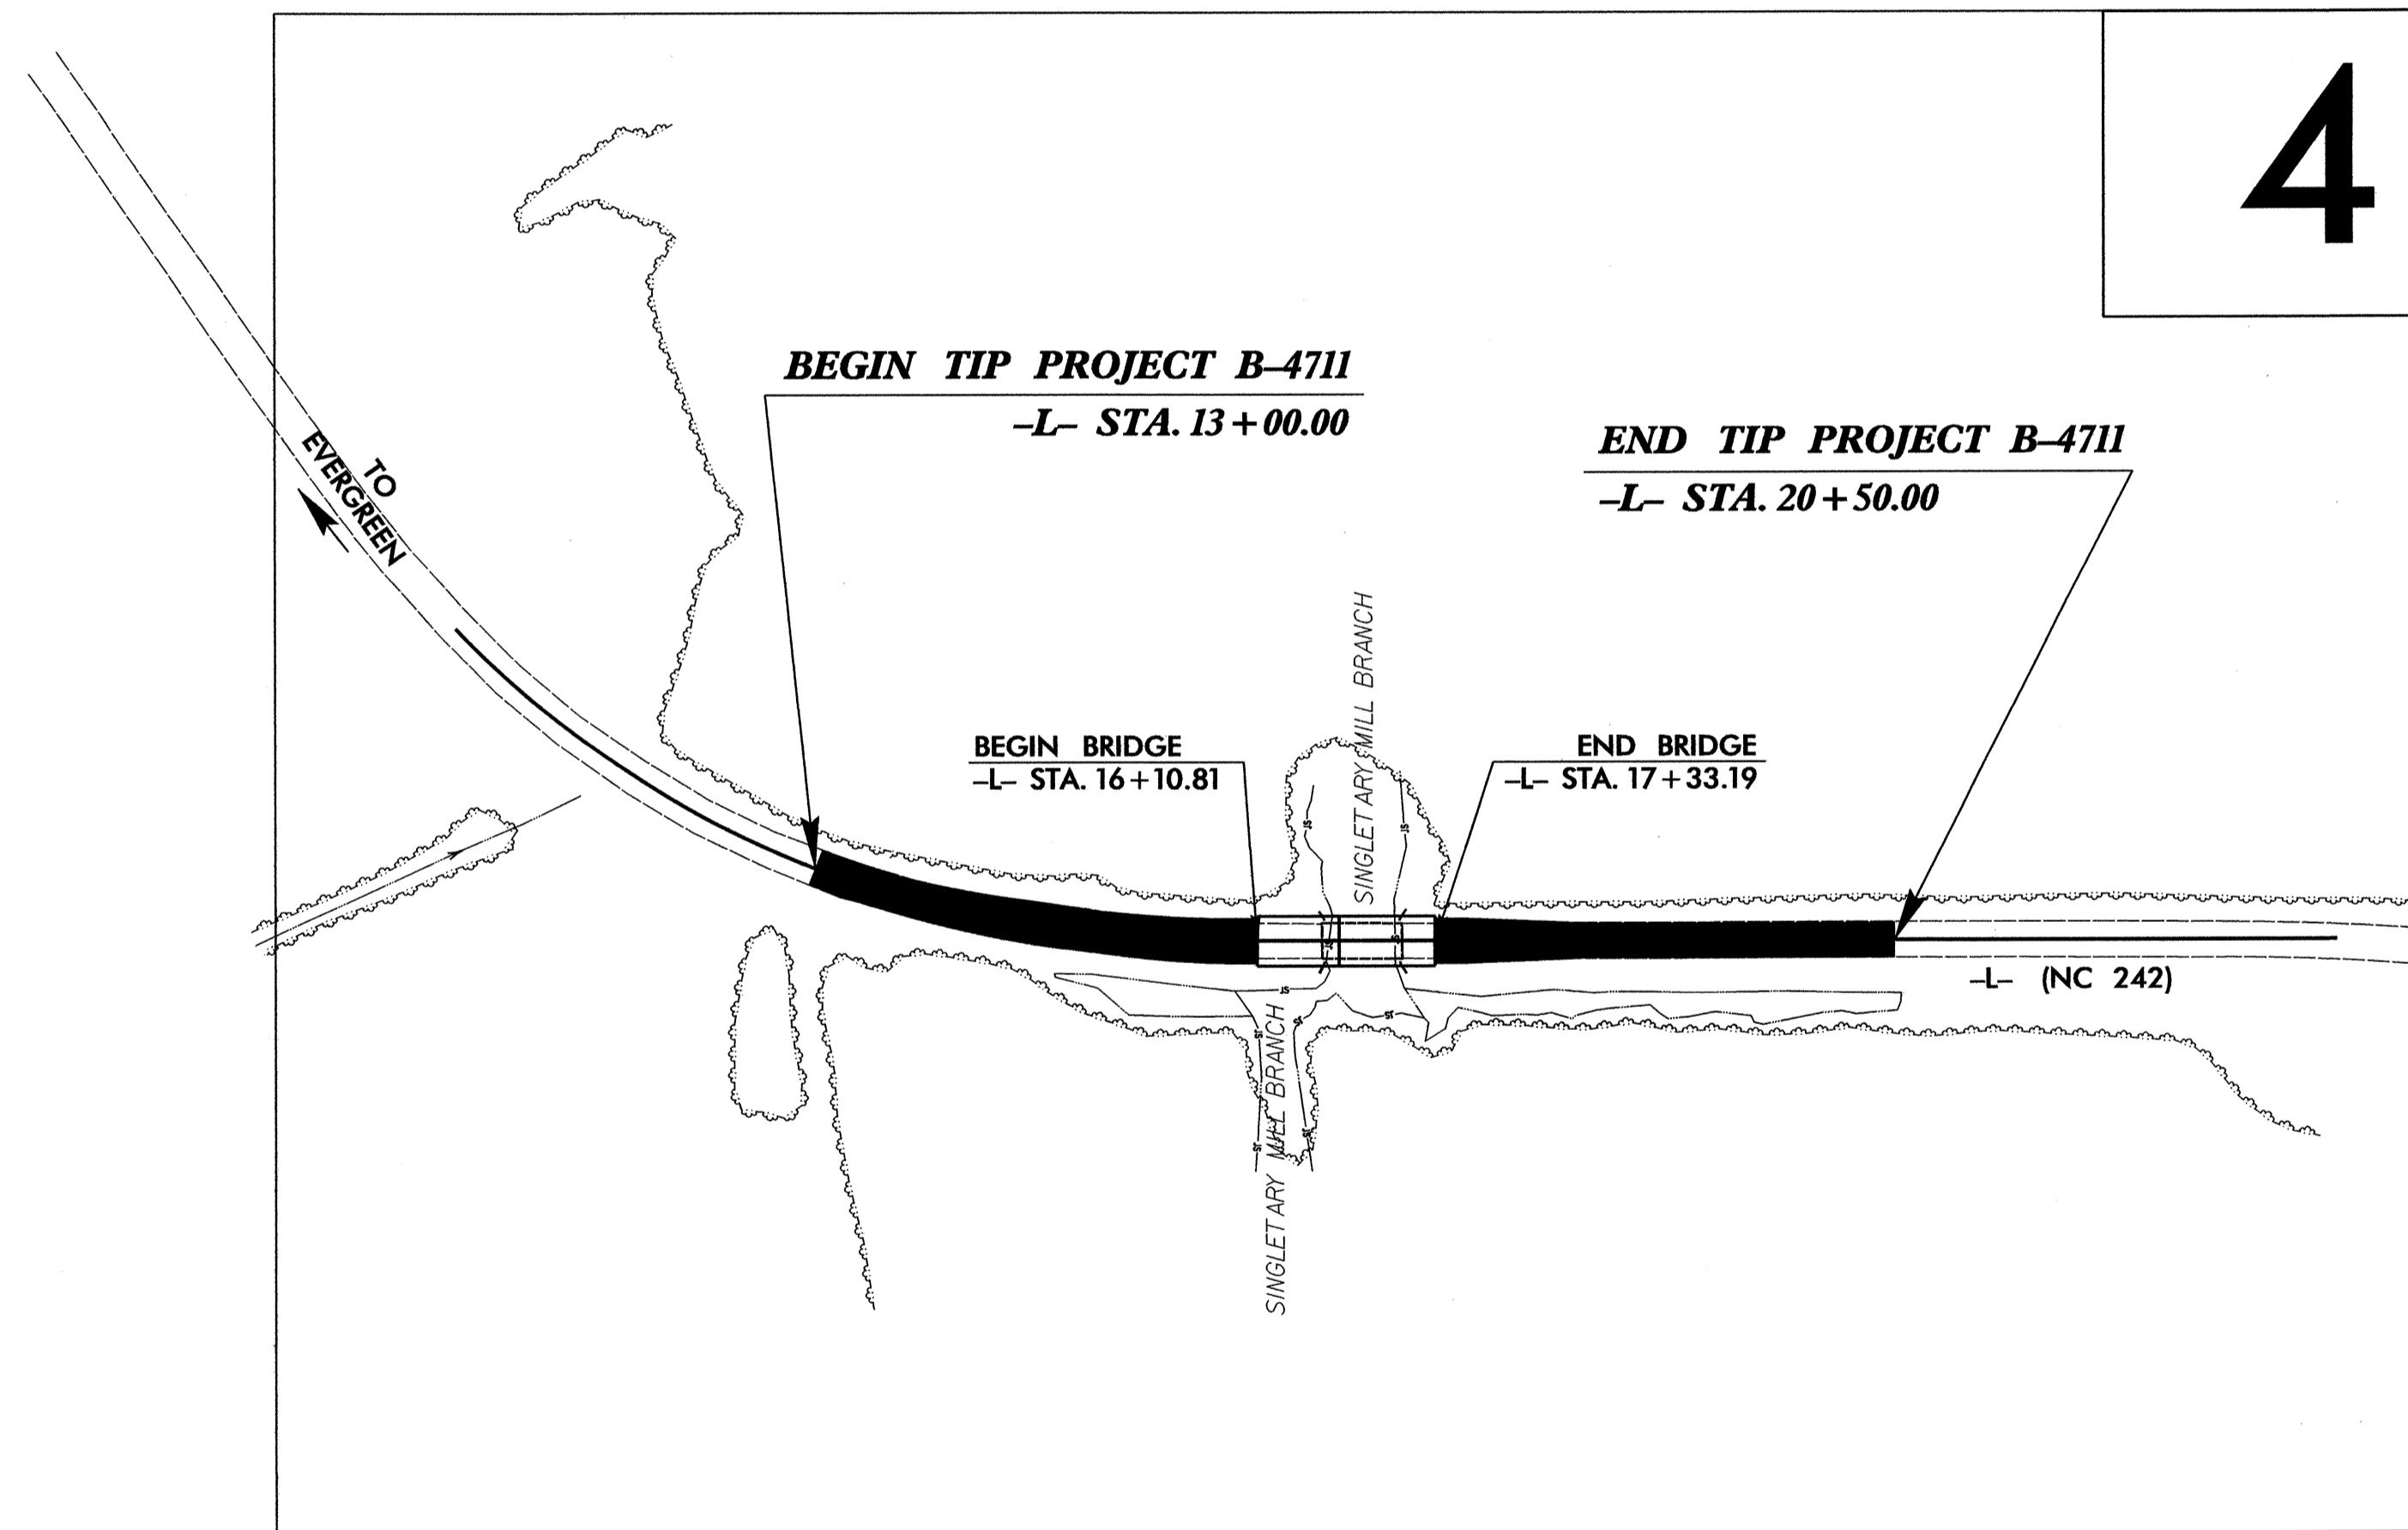 4
BEGIN TIP PROJECT B–4711
–L– STA. 13+00.00
END TIP PROJECT B–4711
–L– STA. 20+50.00
TO
EVERGREEN
SINGLETARY MILL BRANCH
BEGIN BRIDGE
–L– STA. 16+10.81
END BRIDGE
–L– STA. 17+33.19
–L– (NC 242)
SINGLETARY MILL BRANCH